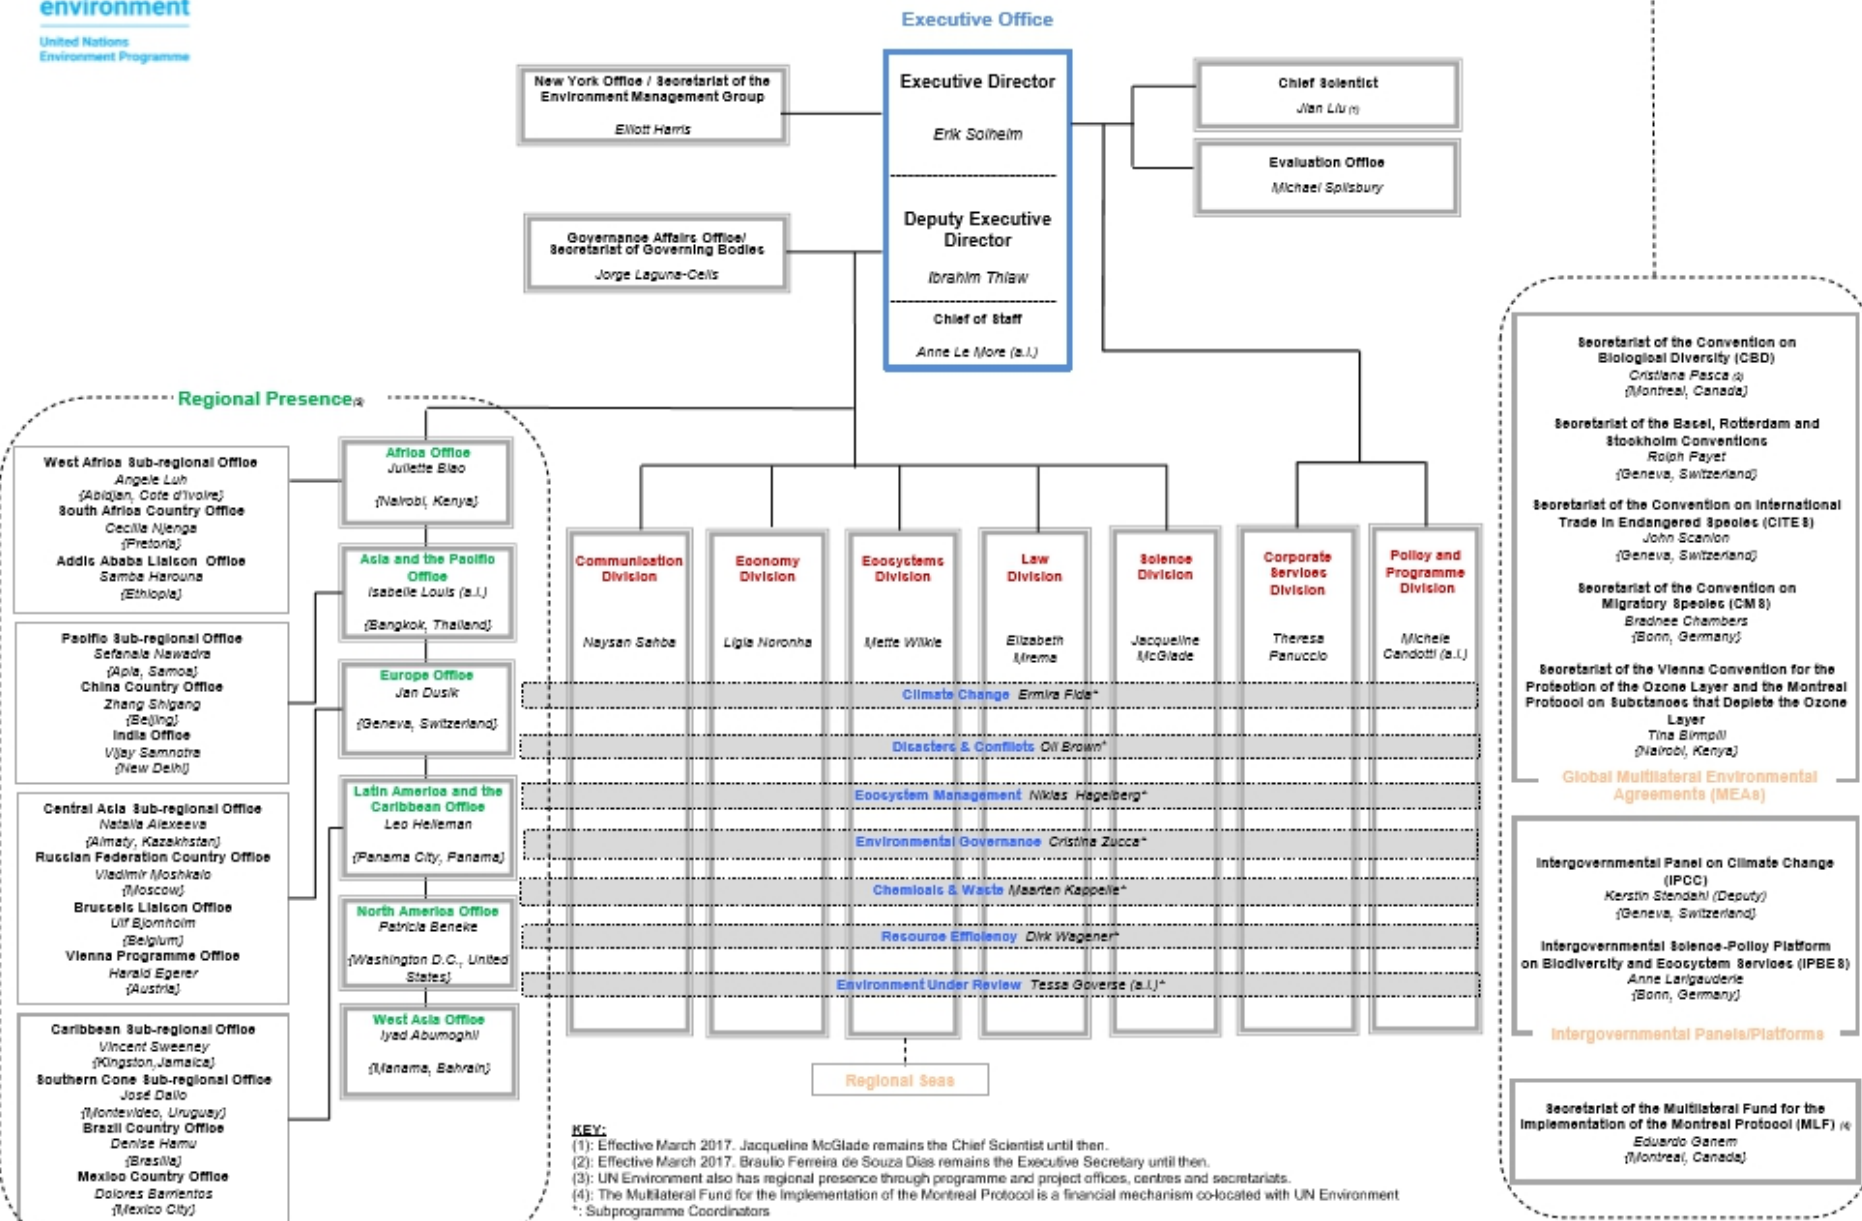 environment
United Nations
Environment Programme
Executive Office
New York Office / Secretariat of the
Environment Management Group
Elliott Harris
Executive Director
Erik Solheim
Deputy Executive
Director
Ibrahim Thiaw
Chief of Staff
Anne Le More (a.i.)
Chief Scientist
Jian Liu (1)
Evaluation Office
Michael Spilsbury
Governance Affairs Office/
Secretariat of Governing Bodies
Jorge Laguna-Celis
Regional Presence(3)
West Africa Sub-regional Office
Angele Luh
{Abidjan, Cote d'Ivoire}
South Africa Country Office
Cecilia Njenga
{Pretoria}
Addis Ababa Liaison Office
Samba Harouna
{Ethiopia}
Pacific Sub-regional Office
Sefanaia Nawadra
{Apia, Samoa}
China Country Office
Zhang Shigang
{Beijing}
India Office
Vijay Samnotra
{New Delhi}
Central Asia Sub-regional Office
Natalia Alexeeva
{Almaty, Kazakhstan}
Russian Federation Country Office
Vladimir Moshkalo
{Moscow}
Brussels Liaison Office
Ulf Bjornholm
{Belgium}
Vienna Programme Office
Harald Egerer
{Austria}
Caribbean Sub-regional Office
Vincent Sweeney
{Kingston,Jamaica}
Southern Cone Sub-regional Office
José Dallo
{Montevideo, Uruguay}
Brazil Country Office
Denise Hamu
{Brasilia}
Mexico Country Office
Dolores Barrientos
{Mexico City}
Africa Office
Juliette Biao
{Nairobi, Kenya}
Asia and the Pacific
Office
Isabelle Louis (a.i.)
{Bangkok, Thailand}
Europe Office
Jan Dusik
{Geneva, Switzerland}
Latin America and the
Caribbean Office
Leo Heileman
{Panama City, Panama}
North America Office
Patricia Beneke
{Washington D.C., United
States}
West Asia Office
Iyad Abumoghli
{Manama, Bahrain}
Communication
Division
Naysan Sahba
Economy
Division
Ligia Noronha
Ecosystems
Division
Mette Wilkie
Law
Division
Elizabeth
Mrema
Science
Division
Jacqueline
McGlade
Corporate
Services
Division
Theresa
Panuccio
Policy and
Programme
Division
Michele
Candotti (a.i.)
Climate Change Ermira Fida*
Disasters & Conflicts Oli Brown*
Ecosystem Management Niklas Hagelberg*
Environmental Governance Cristina Zucca*
Chemicals & Waste Maarten Kappelle*
Resource Efficiency Dirk Wagener*
Environment Under Review Tessa Goverse (a.i.)*
Regional Seas
Secretariat of the Convention on
Biological Diversity (CBD)
Cristiana Pasca (2)
{Montreal, Canada}
Secretariat of the Basel, Rotterdam and
Stockholm Conventions
Rolph Payet
{Geneva, Switzerland}
Secretariat of the Convention on International
Trade in Endangered Species (CITES)
John Scanlon
{Geneva, Switzerland}
Secretariat of the Convention on
Migratory Species (CMS)
Bradnee Chambers
{Bonn, Germany}
Secretariat of the Vienna Convention for the
Protection of the Ozone Layer and the Montreal
Protocol on Substances that Deplete the Ozone
Layer
Tina Birmpili
{Nairobi, Kenya}
Global Multilateral Environmental
Agreements (MEAs)
Intergovernmental Panel on Climate Change
(IPCC)
Kerstin Stendahl (Deputy)
{Geneva, Switzerland}
Intergovernmental Science-Policy Platform
on Biodiversity and Ecosystem Services (IPBES)
Anne Larigauderie
{Bonn, Germany}
Intergovernmental Panels/Platforms
Secretariat of the Multilateral Fund for the
Implementation of the Montreal Protocol (MLF) (4)
Eduardo Ganem
{Montreal, Canada}
KEY:
(1): Effective March 2017. Jacqueline McGlade remains the Chief Scientist until then.
(2): Effective March 2017. Braulio Ferreira de Souza Dias remains the Executive Secretary until then.
(3): UN Environment also has regional presence through programme and project offices, centres and secretariats.
(4): The Multilateral Fund for the Implementation of the Montreal Protocol is a financial mechanism co-located with UN Environment
*: Subprogramme Coordinators